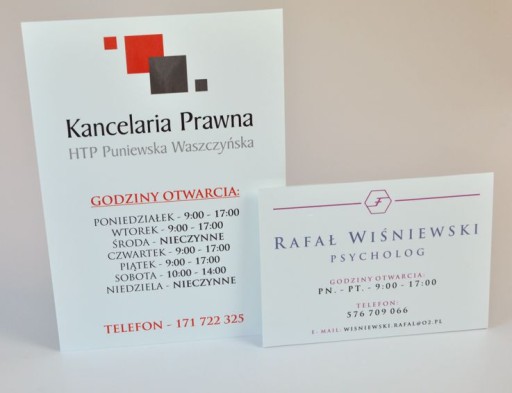 Kancelaria Prawna
HTP Puniewska Waszczyńska
GODZINY OTWARCIA:
PONIEDZIAŁEK - 9:00 - 17:00
WTOREK - 9:00 - 17:00
ŚRODA - NIECZYNNE
CZWARTEK - 9:00 - 17:00
PIĄTEK - 9:00 - 17:00
SOBOTA - 10:00 - 14:00
NIEDZIELA - NIECZYNNE
TELEFON - 171 722 325
RAFAŁ WIŚNIEWSKI
PSYCHOLOG
GODZINY OTWARCIA:
PN. - PT. - 9:00 - 17:00
TELEFON:
576 709 066
E-MAIL: WISNIEWSKI.RAFAL@O2.PL